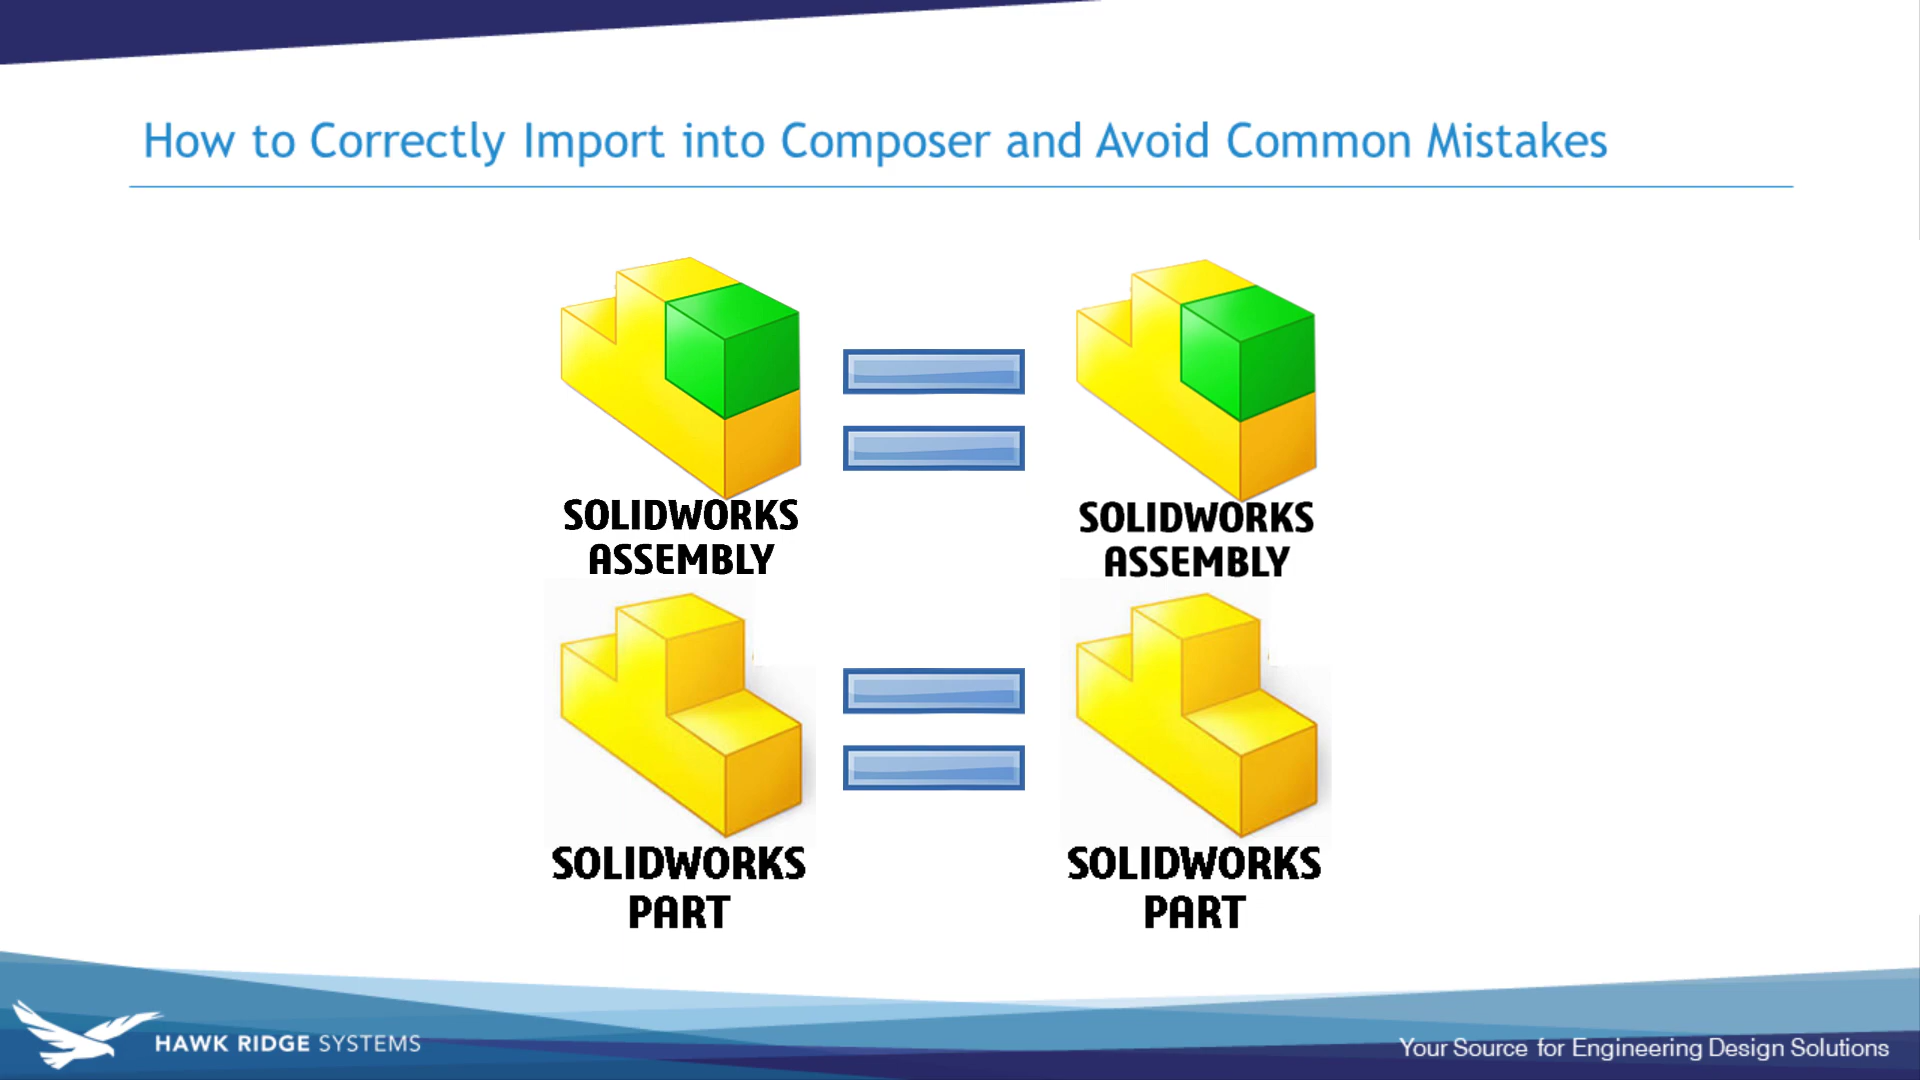 How to Correctly Import into Composer and Avoid Common Mistakes
SOLIDWORKS
ASSEMBLY
SOLIDWORKS
ASSEMBLY
SOLIDWORKS
PART
SOLIDWORKS
PART
HAWK RIDGE SYSTEMS
Your Source for Engineering Design Solutions